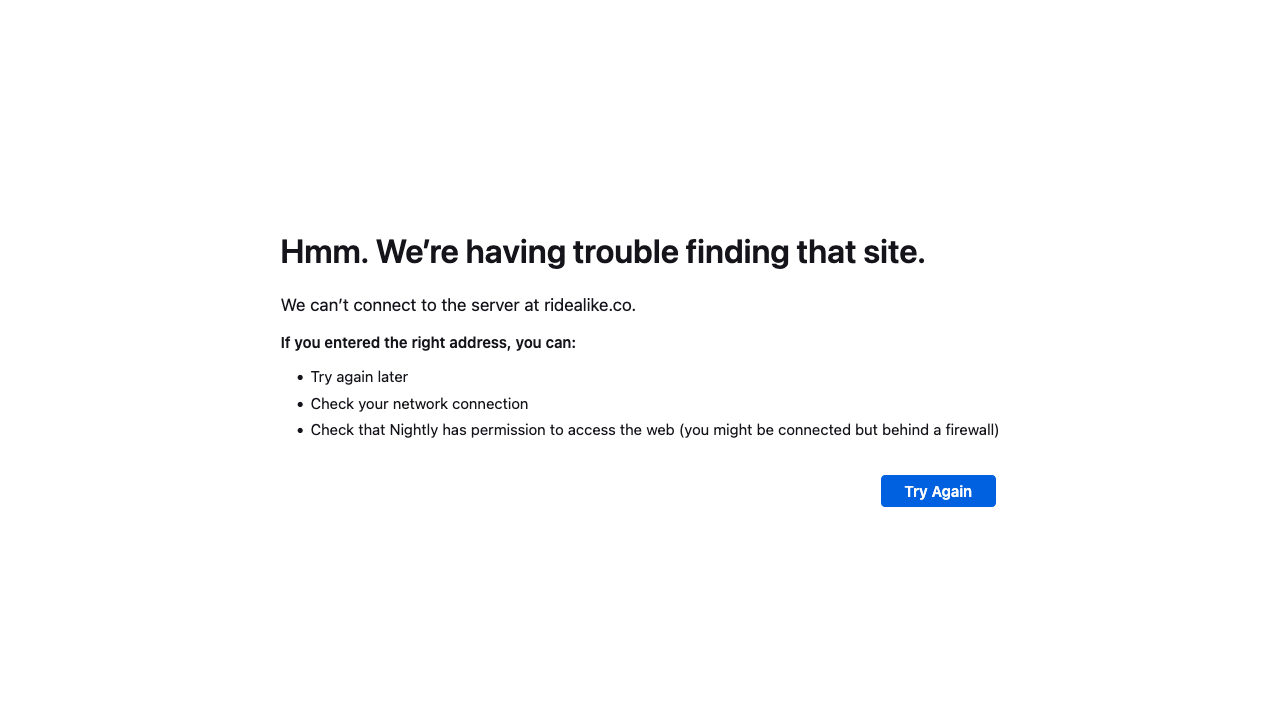 Hmm. We’re having trouble finding that site.
We can’t connect to the server at ridealike.co.
If you entered the right address, you can:
• Try again later
• Check your network connection
• Check that Nightly has permission to access the web (you might be connected but behind a firewall)
Try Again